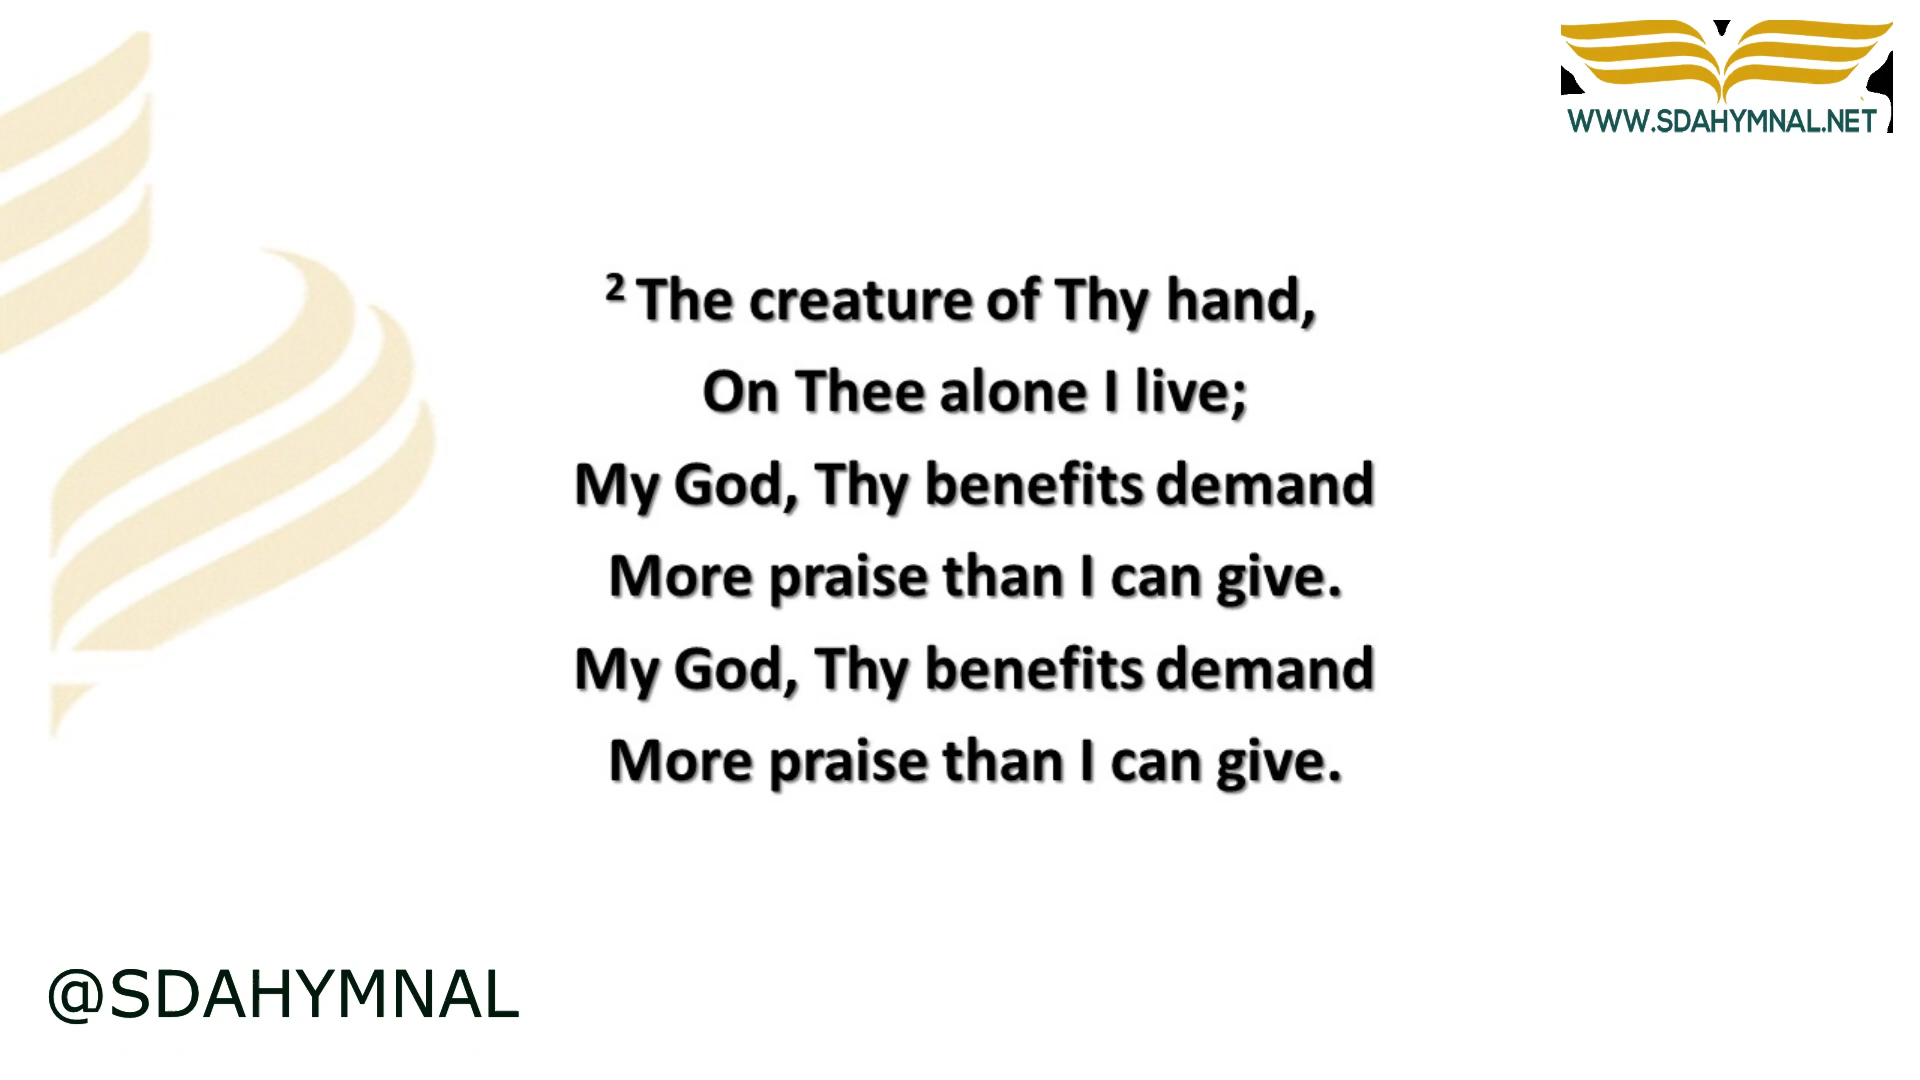 WWW.SDAHYMNAL.NET
2 The creature of Thy hand,
On Thee alone I live;
My God, Thy benefits demand
More praise than I can give.
My God, Thy benefits demand
More praise than I can give.
@SDAHYMNAL